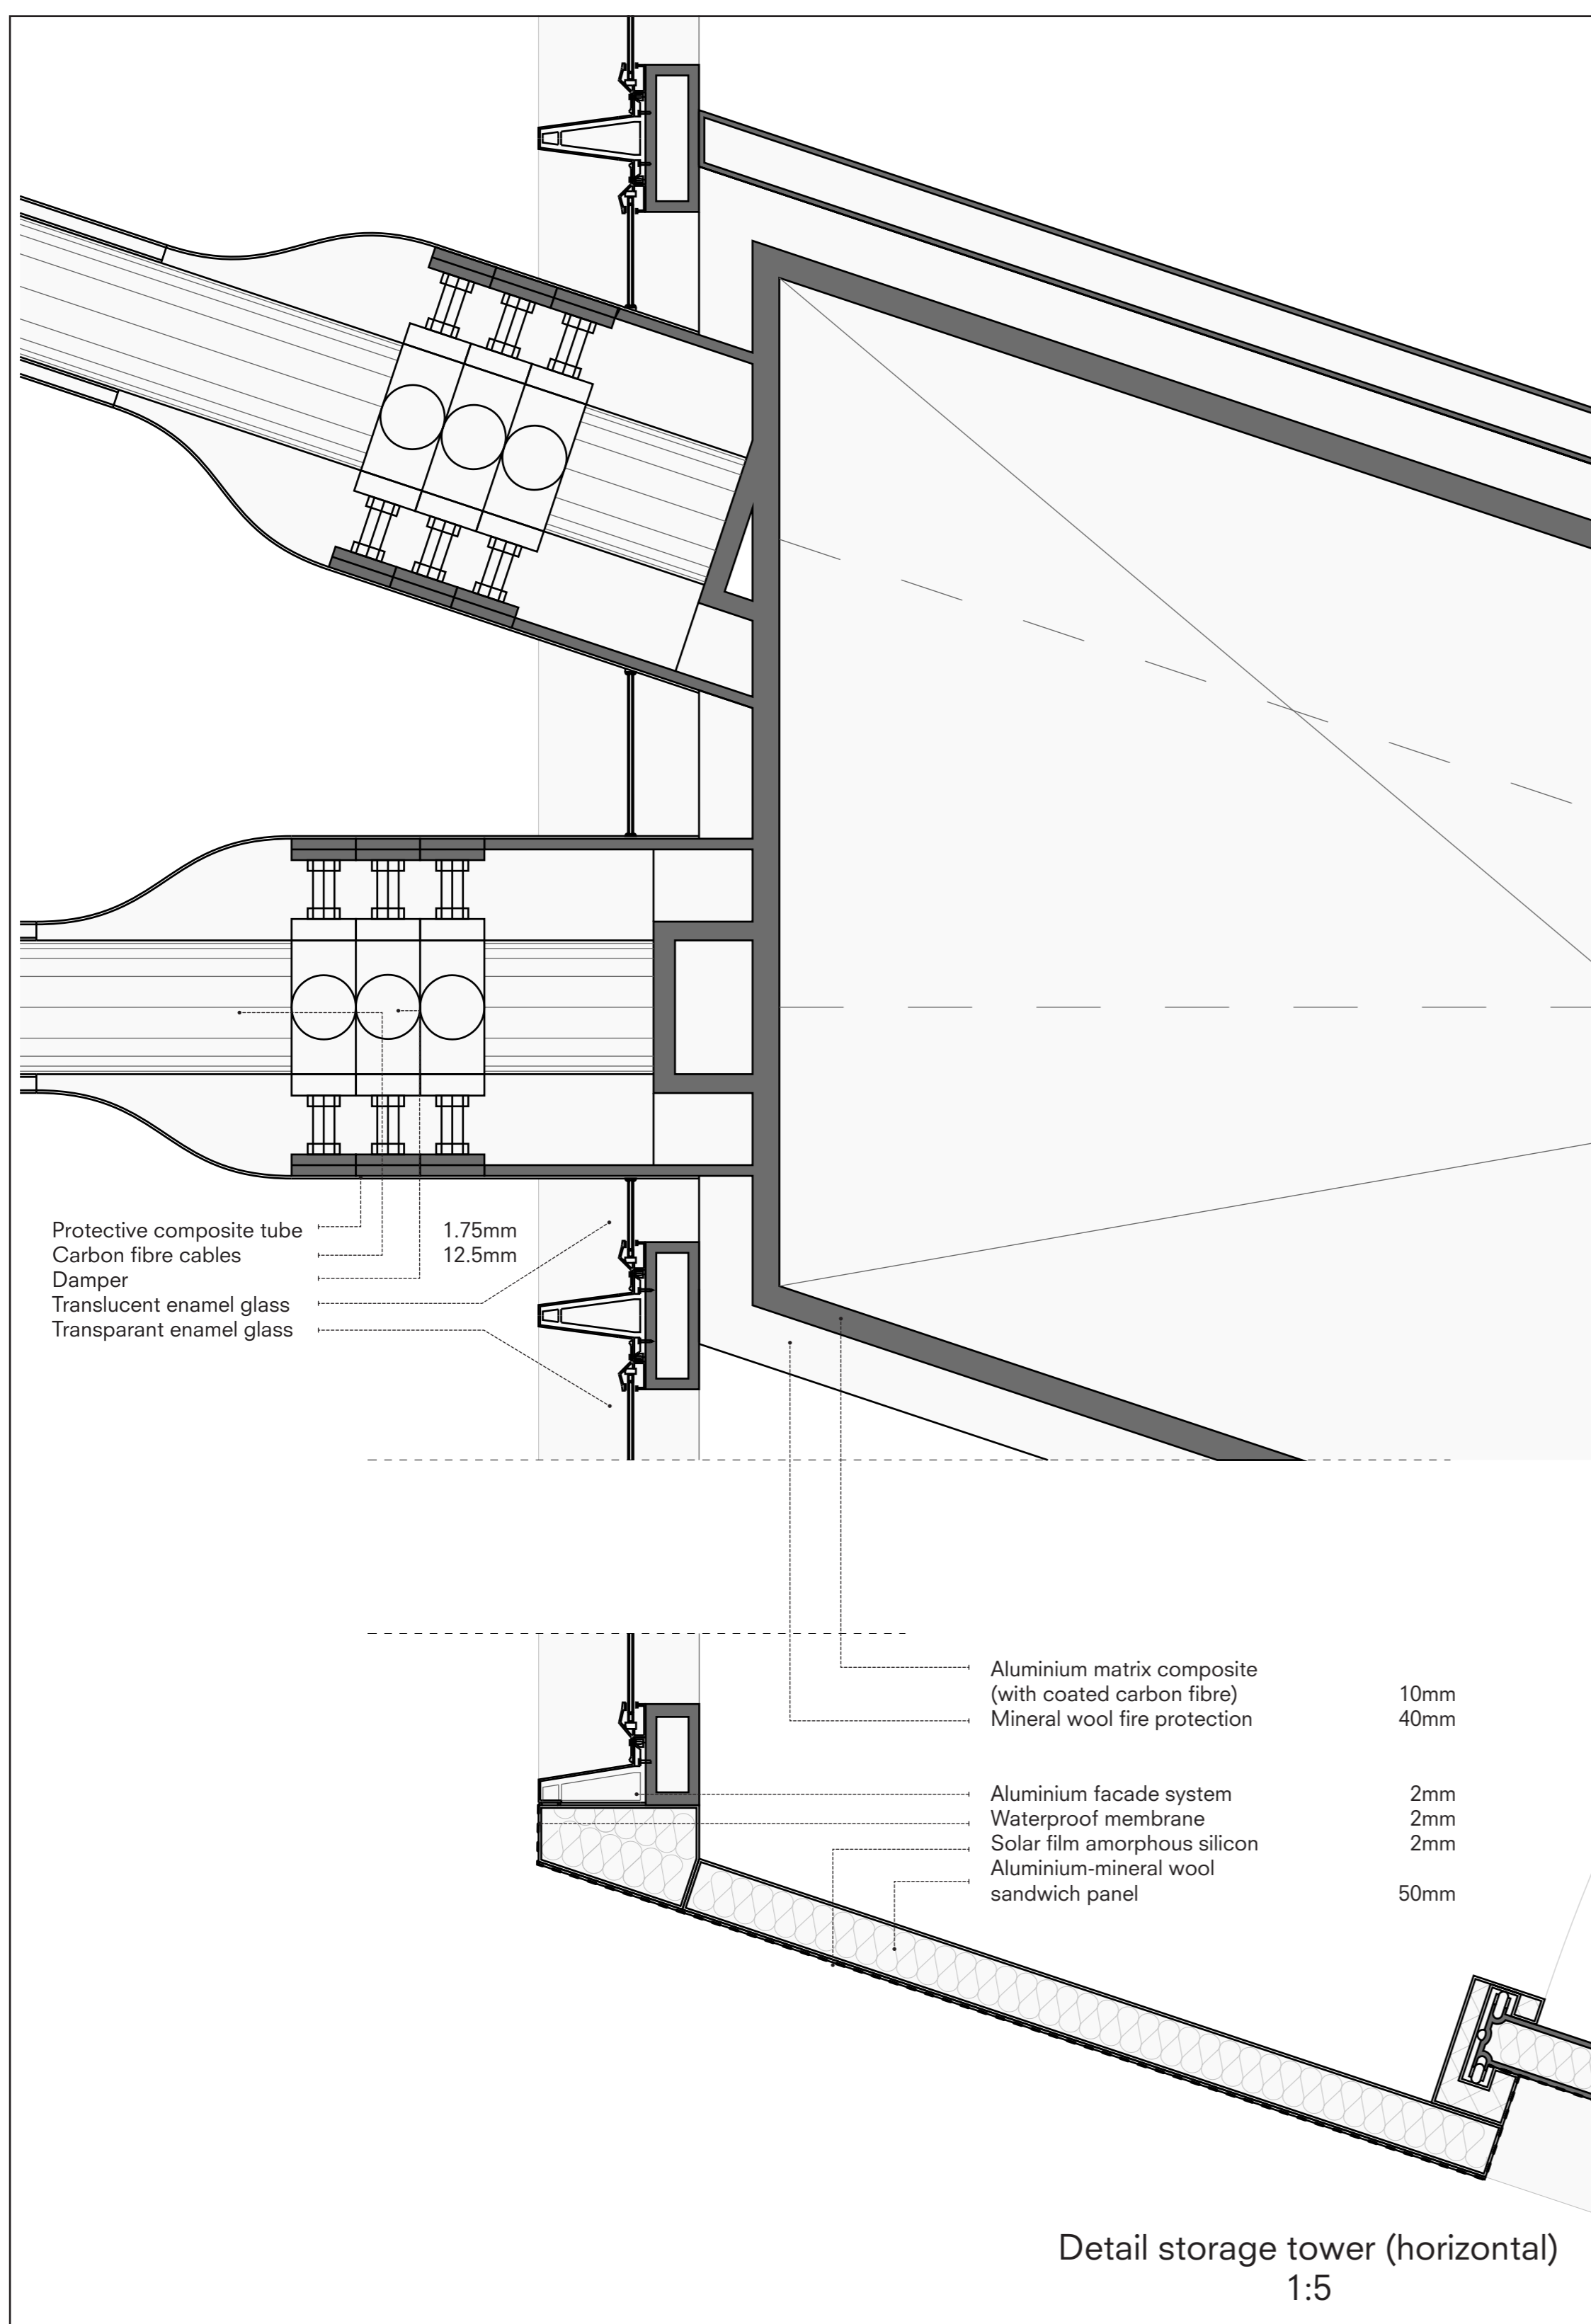 Protective composite tube 1.75mm
Carbon fibre cables 12.5mm
Damper
Translucent enamel glass
Transparant enamel glass
Aluminium matrix composite
(with coated carbon fibre) 10mm
Mineral wool fire protection 40mm
Aluminium facade system 2mm
Waterproof membrane 2mm
Solar film amorphous silicon 2mm
Aluminium-mineral wool
sandwich panel 50mm
Detail storage tower (horizontal)
1:5